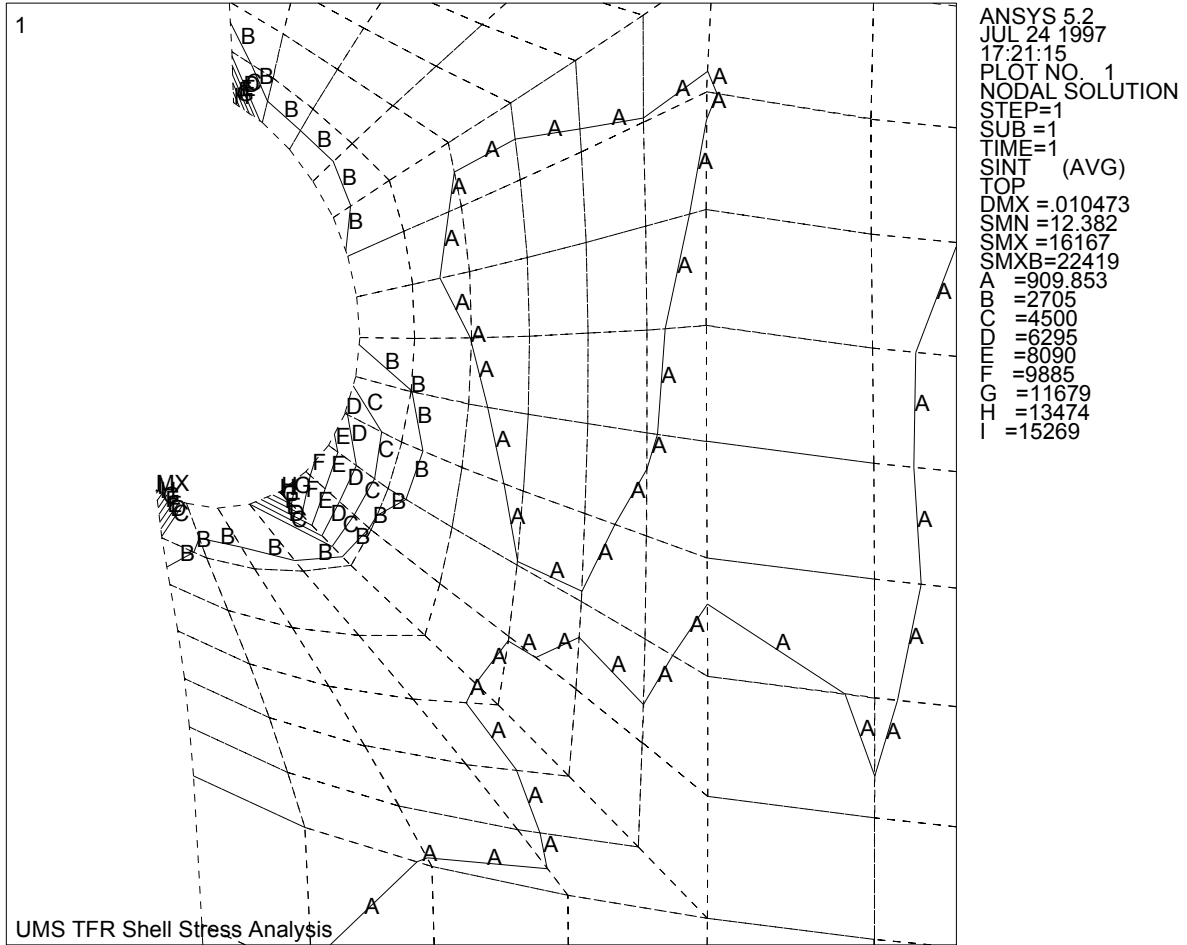 1
ANSYS 5.2
JUL 24 1997
17:21:15
PLOT NO. 1
NODAL SOLUTION
STEP=1
SUB =1
TIME=1
SINT (AVG)
TOP
DMX =.010473
SMN =12.382
SMX =16167
SMXB=22419
A =909.853
B =2705
C =4500
D =6295
E =8090
F =9885
G =11679
H =13474
I =15269
MX
UMS TFR Shell Stress Analysis